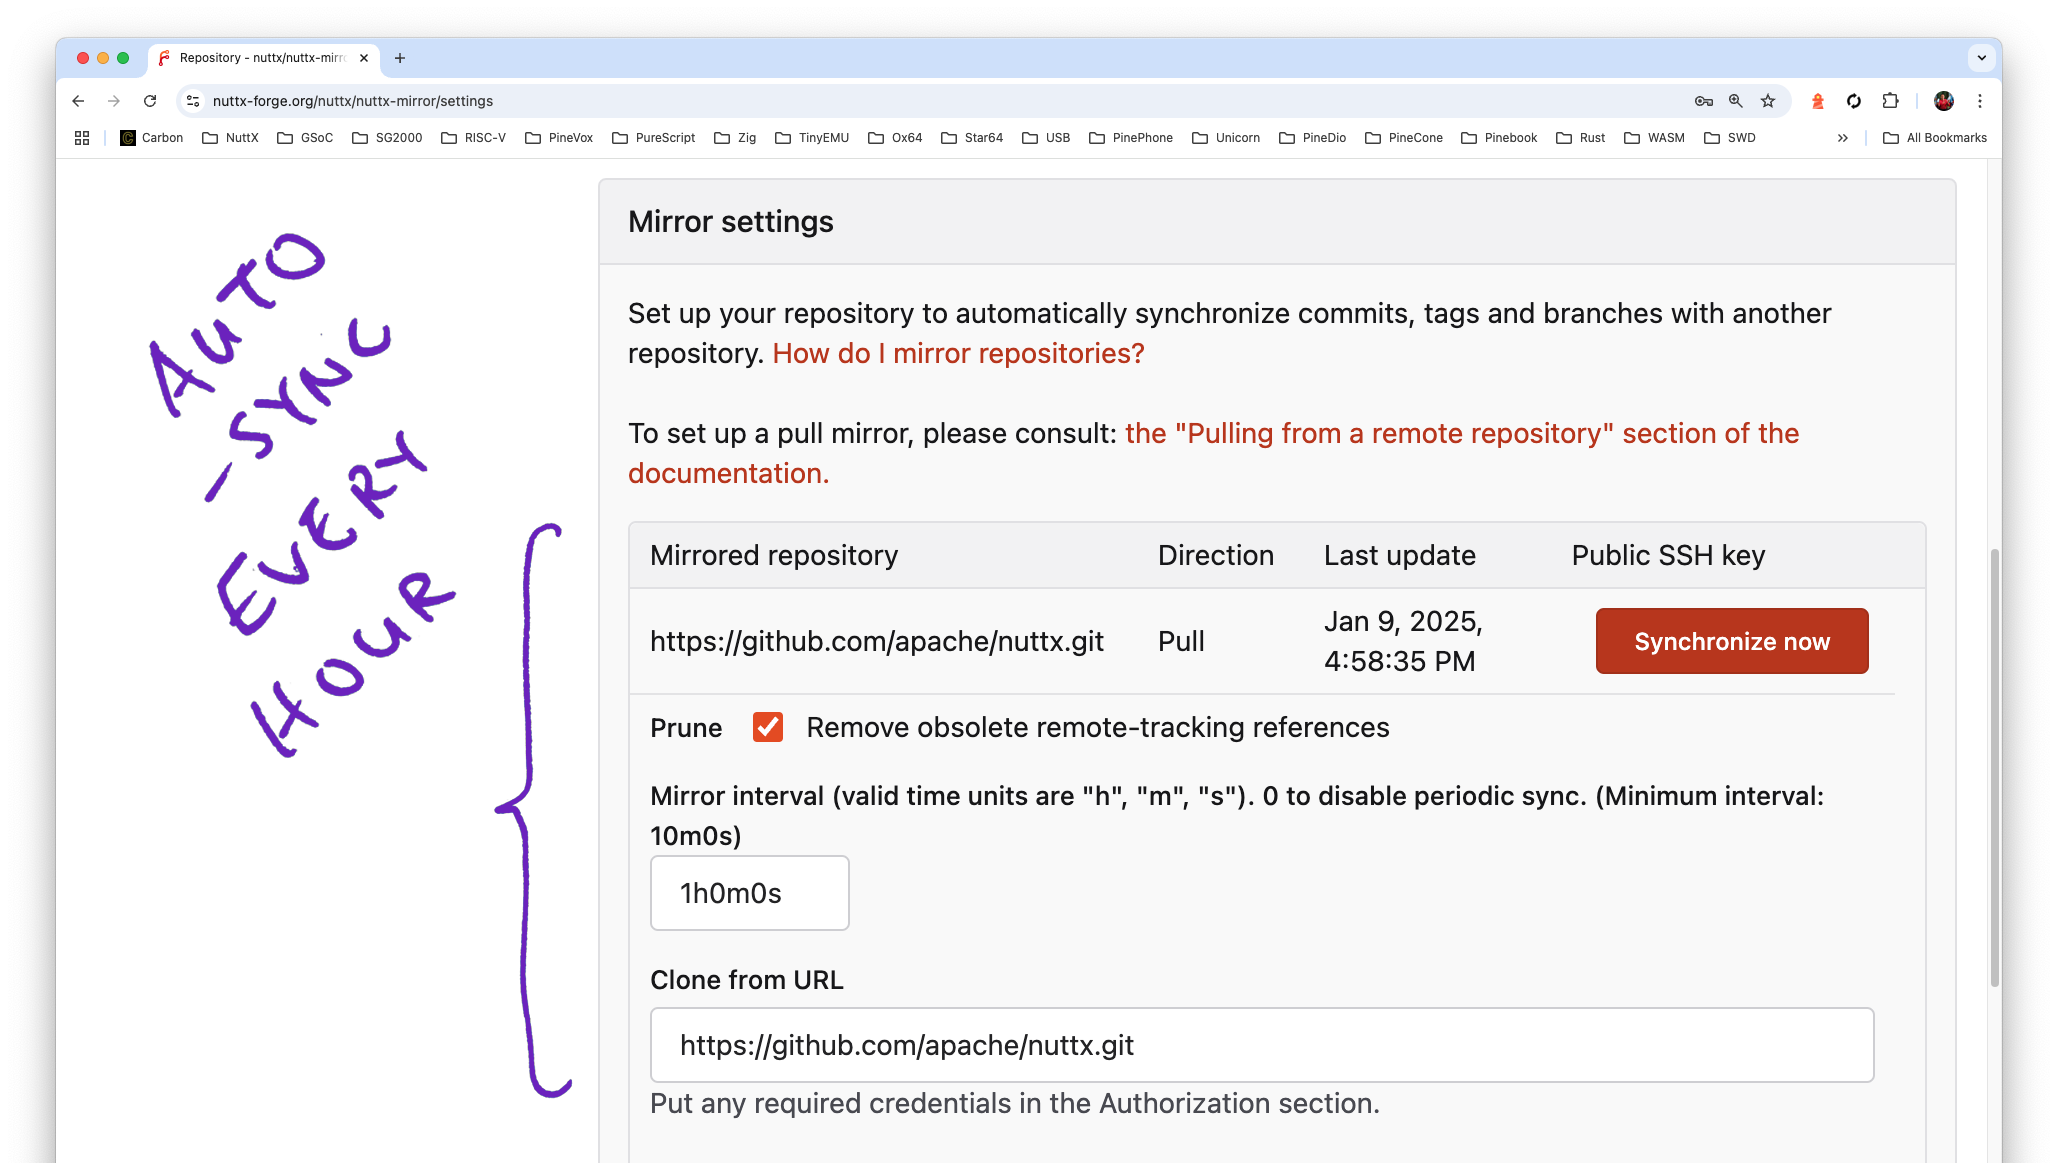 Repository - nuttx/nuttx-mirr
nuttx-forge.org/nuttx/nuttx-mirror/settings
Carbon NuttX GSoC SG2000 RISC-V PineVox PureScript Zig TinyEMU Ox64 Star64 USB PinePhone Unicorn PineDio PineCone Pinebook Rust WASM SWD » All Bookmarks
AUTO
-SYNC
EVERY
HOUR
Mirror settings
Set up your repository to automatically synchronize commits, tags and branches with another
repository. How do I mirror repositories?
To set up a pull mirror, please consult: the "Pulling from a remote repository" section of the
documentation.
Mirrored repository Direction Last update Public SSH key
https://github.com/apache/nuttx.git Pull Jan 9, 2025, 4:58:35 PM Synchronize now
Prune Remove obsolete remote-tracking references
Mirror interval (valid time units are "h", "m", "s"). 0 to disable periodic sync. (Minimum interval:
10m0s)
1h0m0s
Clone from URL
https://github.com/apache/nuttx.git
Put any required credentials in the Authorization section.